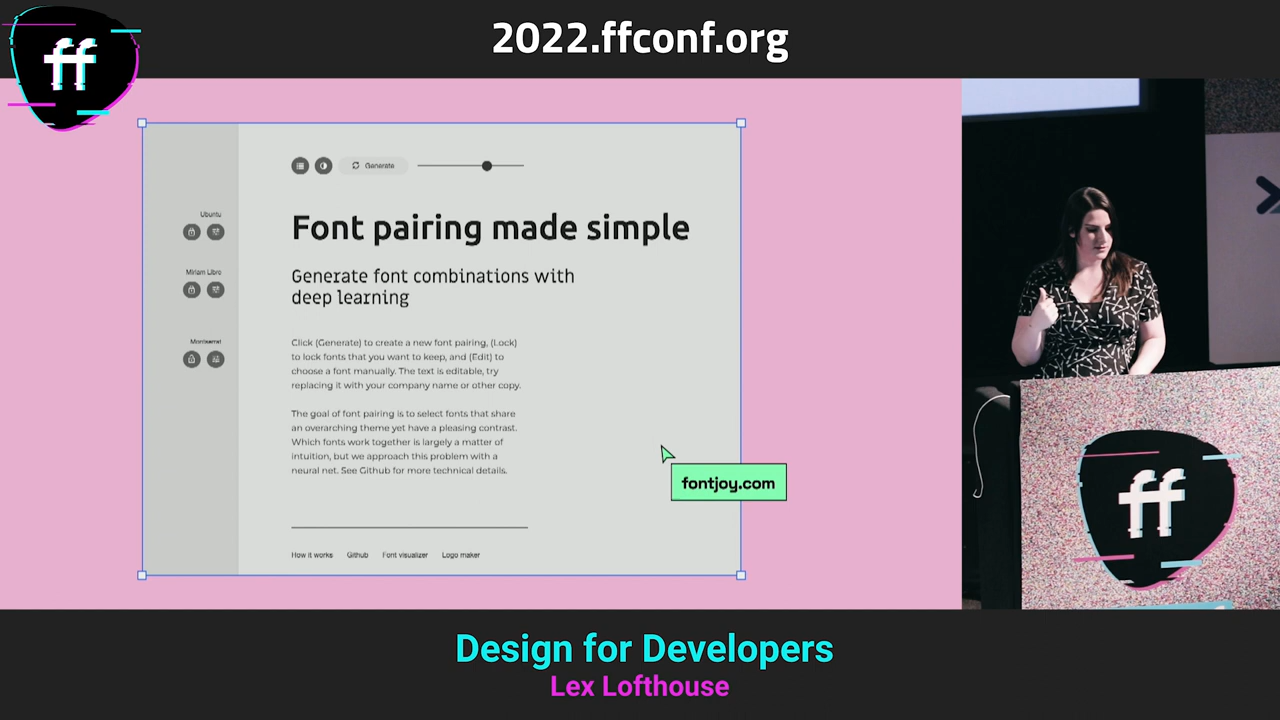 2022.ffconf.org
ff
Generate
Ubuntu
Font pairing made simple
Miriam Libre
Generate font combinations with
deep learning
Montserrat
Click (Generate) to create a new font pairing, (Lock)
to lock fonts that you want to keep, and (Edit) to
choose a font manually. The text is editable, try
replacing it with your company name or other copy.
The goal of font pairing is to select fonts that share
an overarching theme yet have a pleasing contrast.
Which fonts work together is largely a matter of
intuition, but we approach this problem with a
neural net. See Github for more technical details.
fontjoy.com
How it works Github Font visualizer Logo maker
ff
Design for Developers
Lex Lofthouse